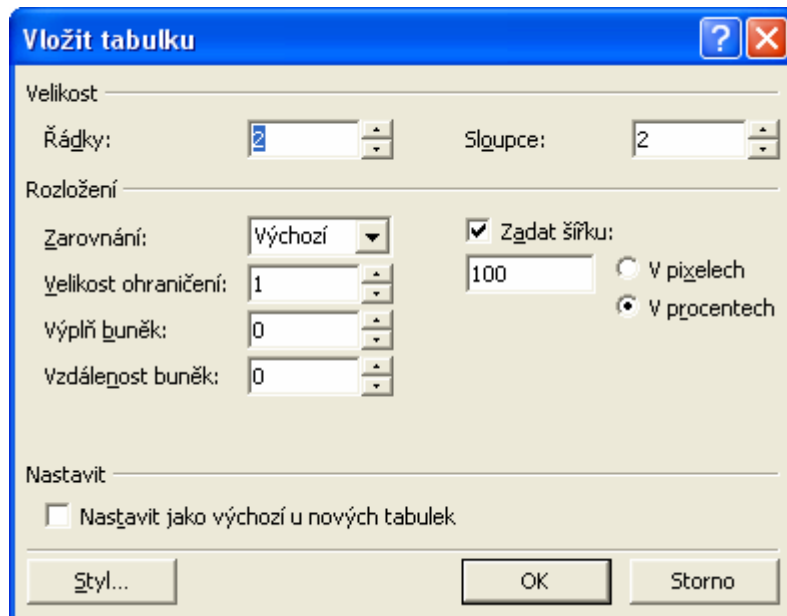 Vložit tabulku
Velikost
Řádky: 2 Sloupce: 2
Rozložení
Zarovnání: Výchozí Zadat šířku:
Velikost ohraničení: 1 100 V pixelech
Výplň buněk: 0 V procentech
Vzdálenost buněk: 0
Nastavit
Nastavit jako výchozí u nových tabulek
Styl... OK Storno